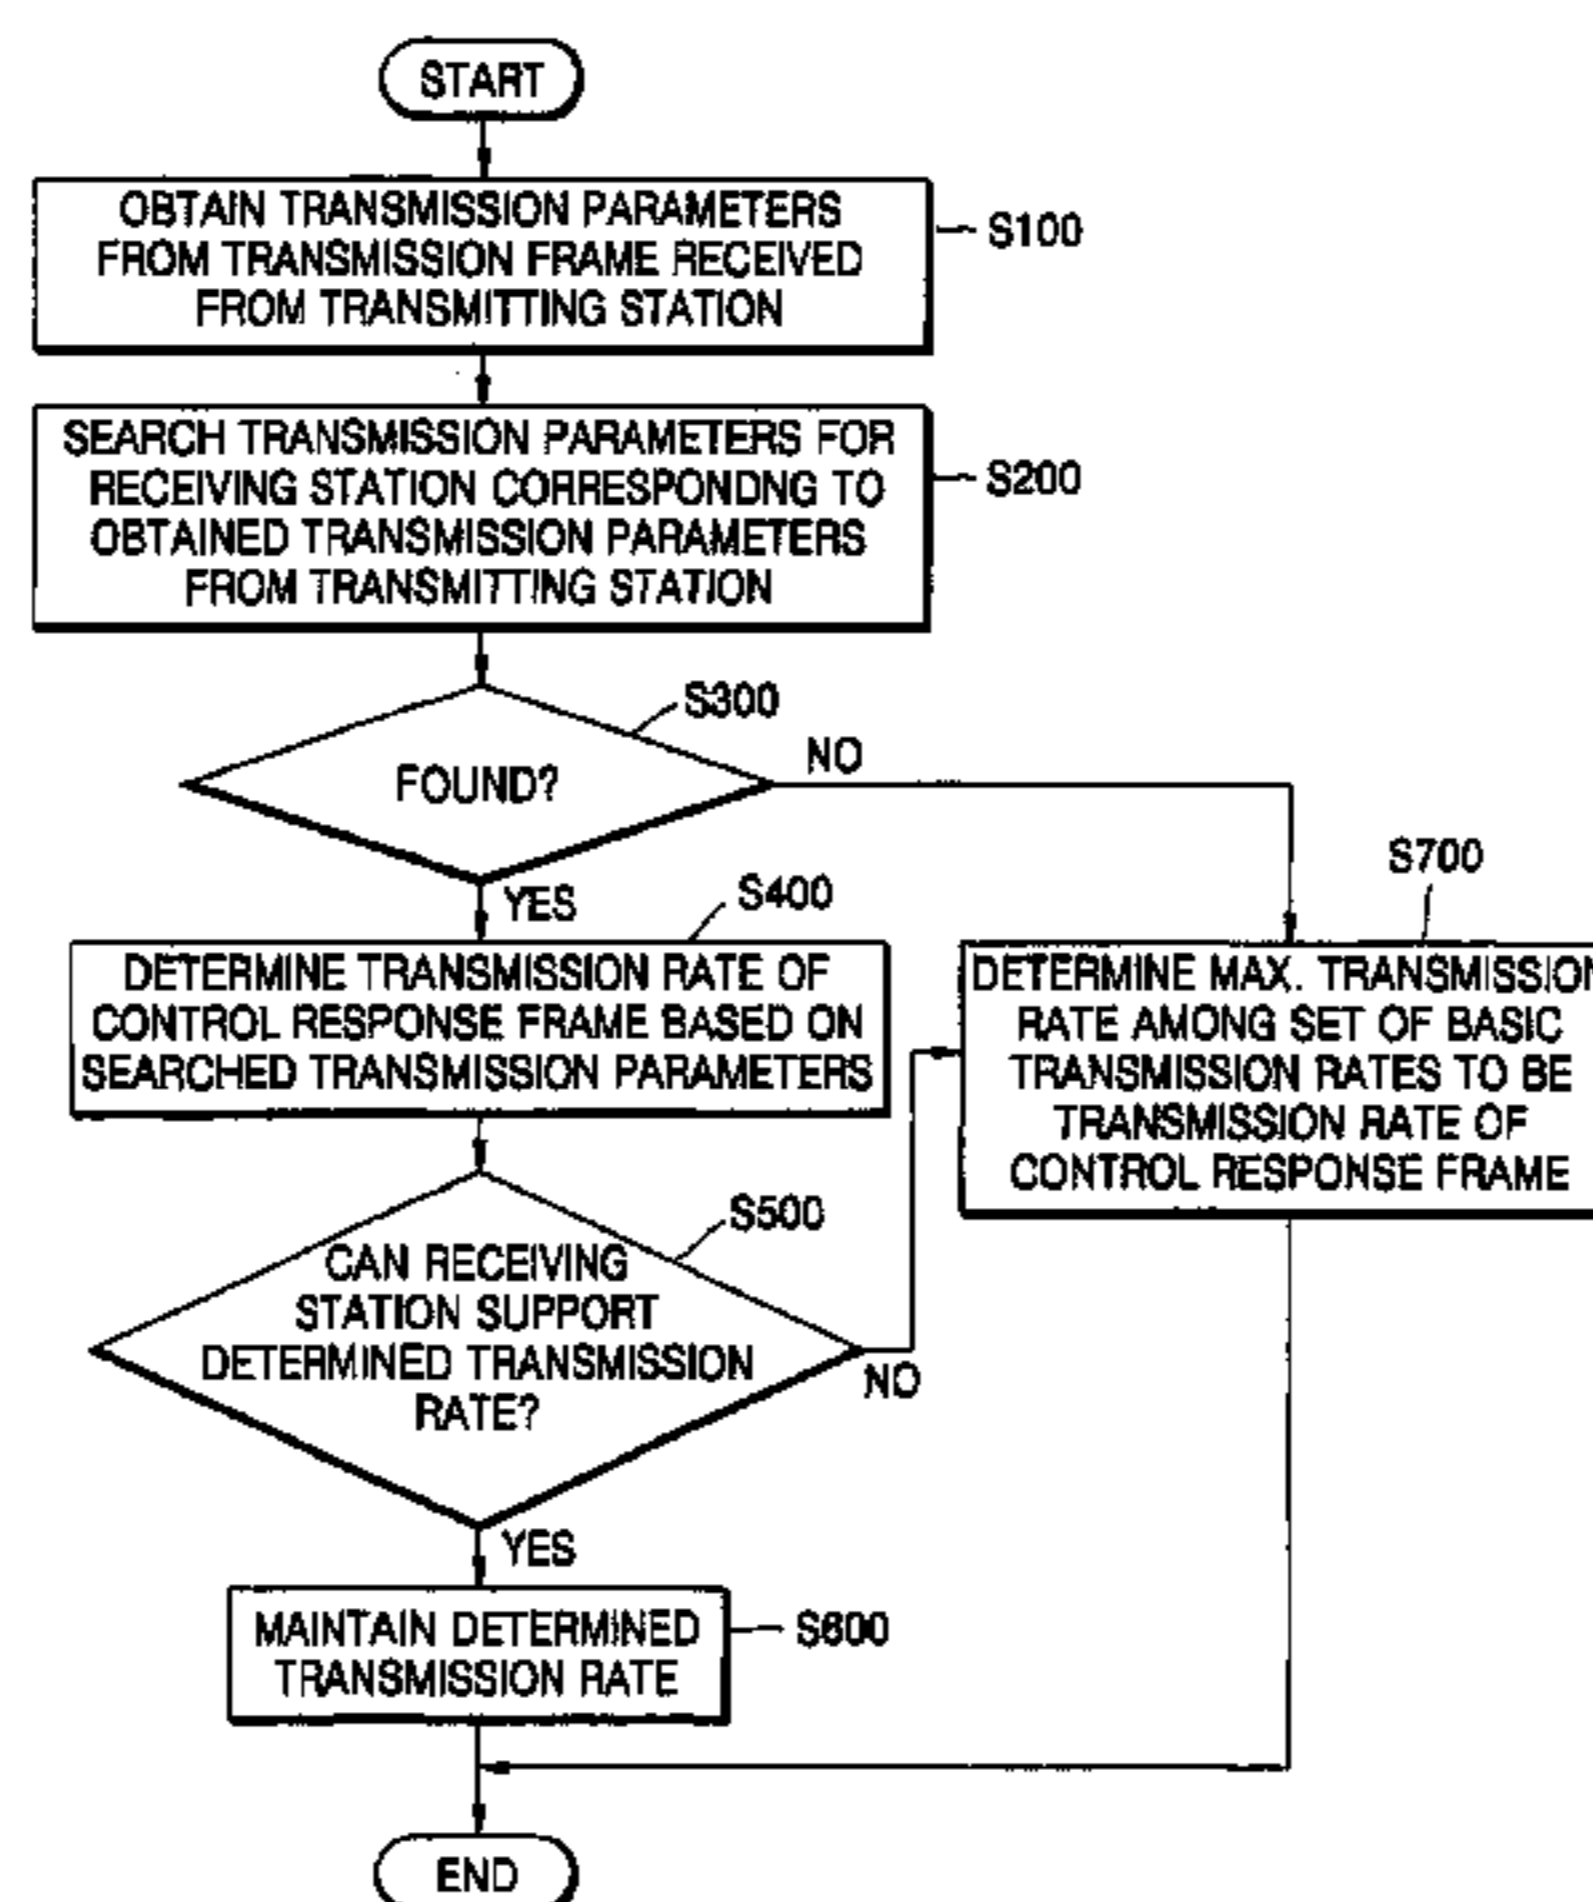 START
OBTAIN TRANSMISSION PARAMETERS
FROM TRANSMISSION FRAME RECEIVED
FROM TRANSMITTING STATION
S100
SEARCH TRANSMISSION PARAMETERS FOR
RECEIVING STATION CORRESPONDNG TO
OBTAINED TRANSMISSION PARAMETERS
FROM TRANSMITTING STATION
S200
S300
FOUND?
NO
YES
S400
DETERMINE TRANSMISSION RATE OF
CONTROL RESPONSE FRAME BASED ON
SEARCHED TRANSMISSION PARAMETERS
S700
DETERMINE MAX. TRANSMISSION
RATE AMONG SET OF BASIC
TRANSMISSION RATES TO BE
TRANSMISSION RATE OF
CONTROL RESPONSE FRAME
S500
CAN RECEIVING
STATION SUPPORT
DETERMINED TRANSMISSION
RATE?
NO
YES
MAINTAIN DETERMINED
TRANSMISSION RATE
S600
END